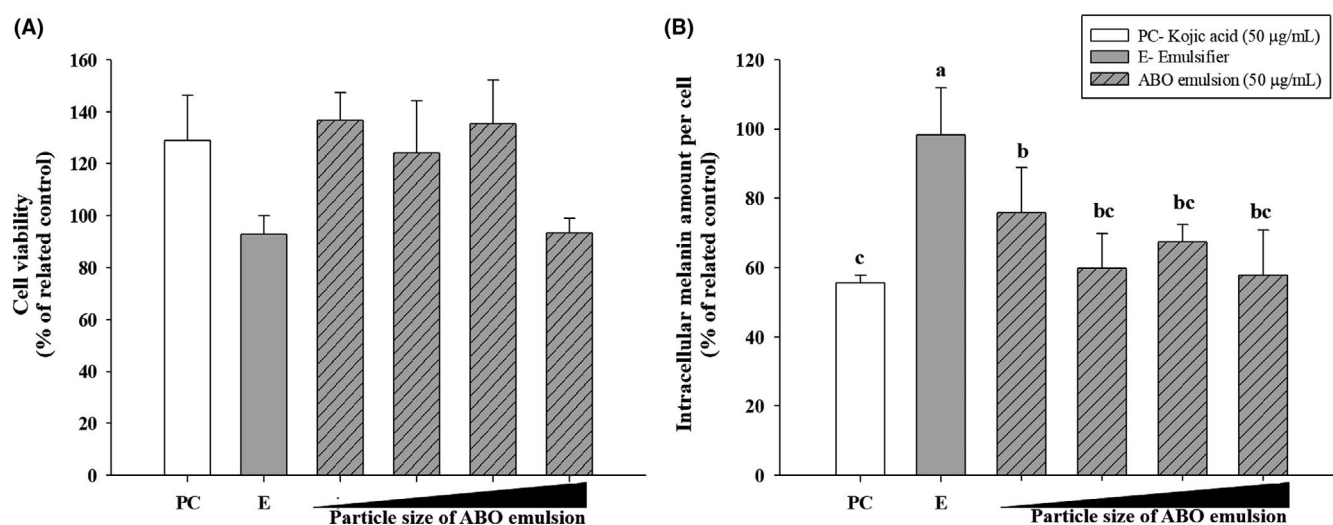 (A)
Cell viability
(% of related control)
160
140
120
100
80
60
40
20
0
PC
E
Particle size of ABO emulsion
(B)
PC- Kojic acid (50 μg/mL)
E- Emulsifier
ABO emulsion (50 μg/mL)
Intracellular melanin amount per cell
(% of related control)
120
100
80
60
40
20
0
c
a
b
bc
bc
bc
PC
E
Particle size of ABO emulsion